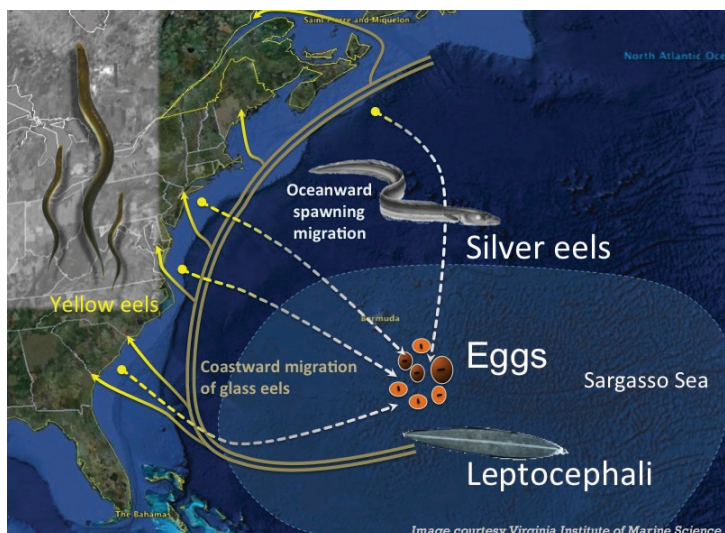 Saint-Pierre and Miquelon
North Atlantic Oce
Oceanward
spawning
migration
Silver eels
Yellow eels
Bermuda
Eggs
Coastward migration
of glass eels
Sargasso Sea
Leptocephali
The Bahamas
Image courtesy Virginia Institute of Marine Science